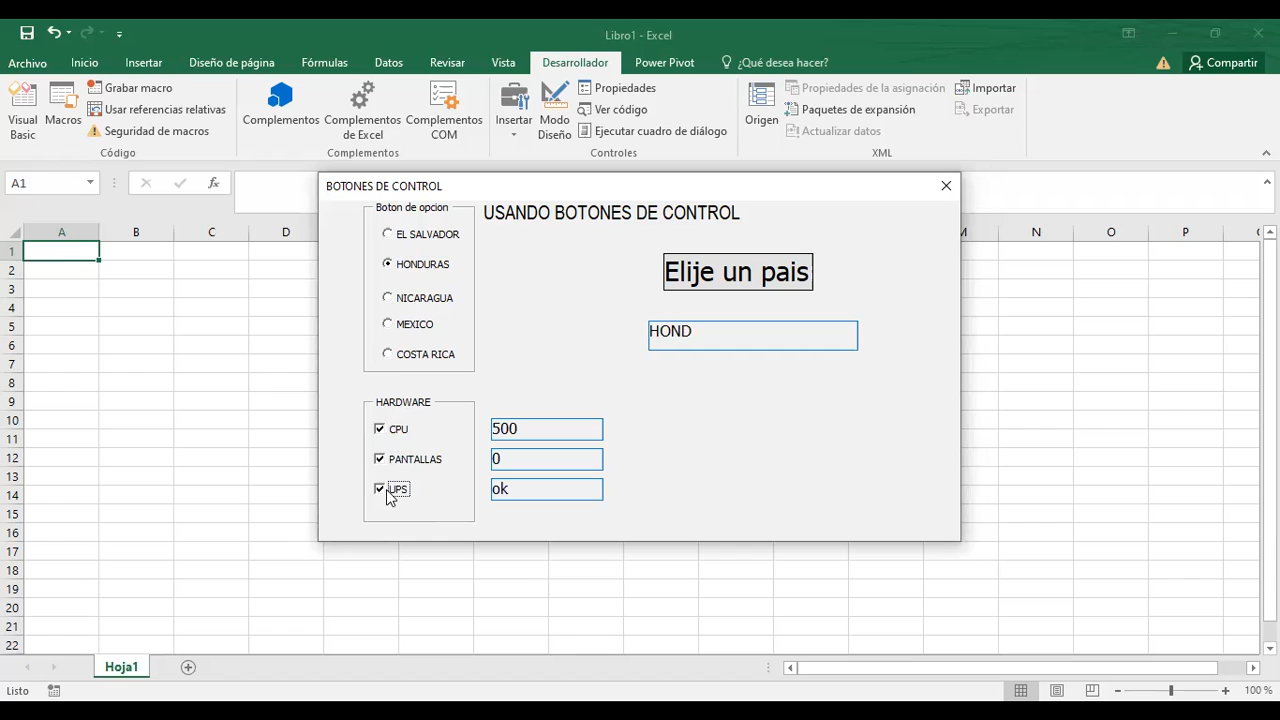 Libro1 - Excel
Archivo Inicio Insertar Diseño de página Fórmulas Datos Revisar Vista Desarrollador Power Pivot ¿Qué desea hacer? Compartir
Visual Basic
Macros
Grabar macro
Usar referencias relativas
Seguridad de macros
Código
Complementos
Complementos de Excel
Complementos COM
Complementos
Insertar
Modo Diseño
Propiedades
Ver código
Ejecutar cuadro de diálogo
Controles
Origen
Propiedades de la asignación
Paquetes de expansión
Actualizar datos
Importar
Exportar
XML
A1 fx
BOTONES DE CONTROL
A B C D M N O P
1
2
3
4
5
6
7
8
9
10
11
12
13
14
15
16
17
18
19
20
21
22
Boton de opcion
USANDO BOTONES DE CONTROL
EL SALVADOR
HONDURAS
NICARAGUA
MEXICO
COSTA RICA
Elije un pais
HOND
HARDWARE
CPU 500
PANTALLAS 0
UPS ok
Hoja1
Listo 100 %